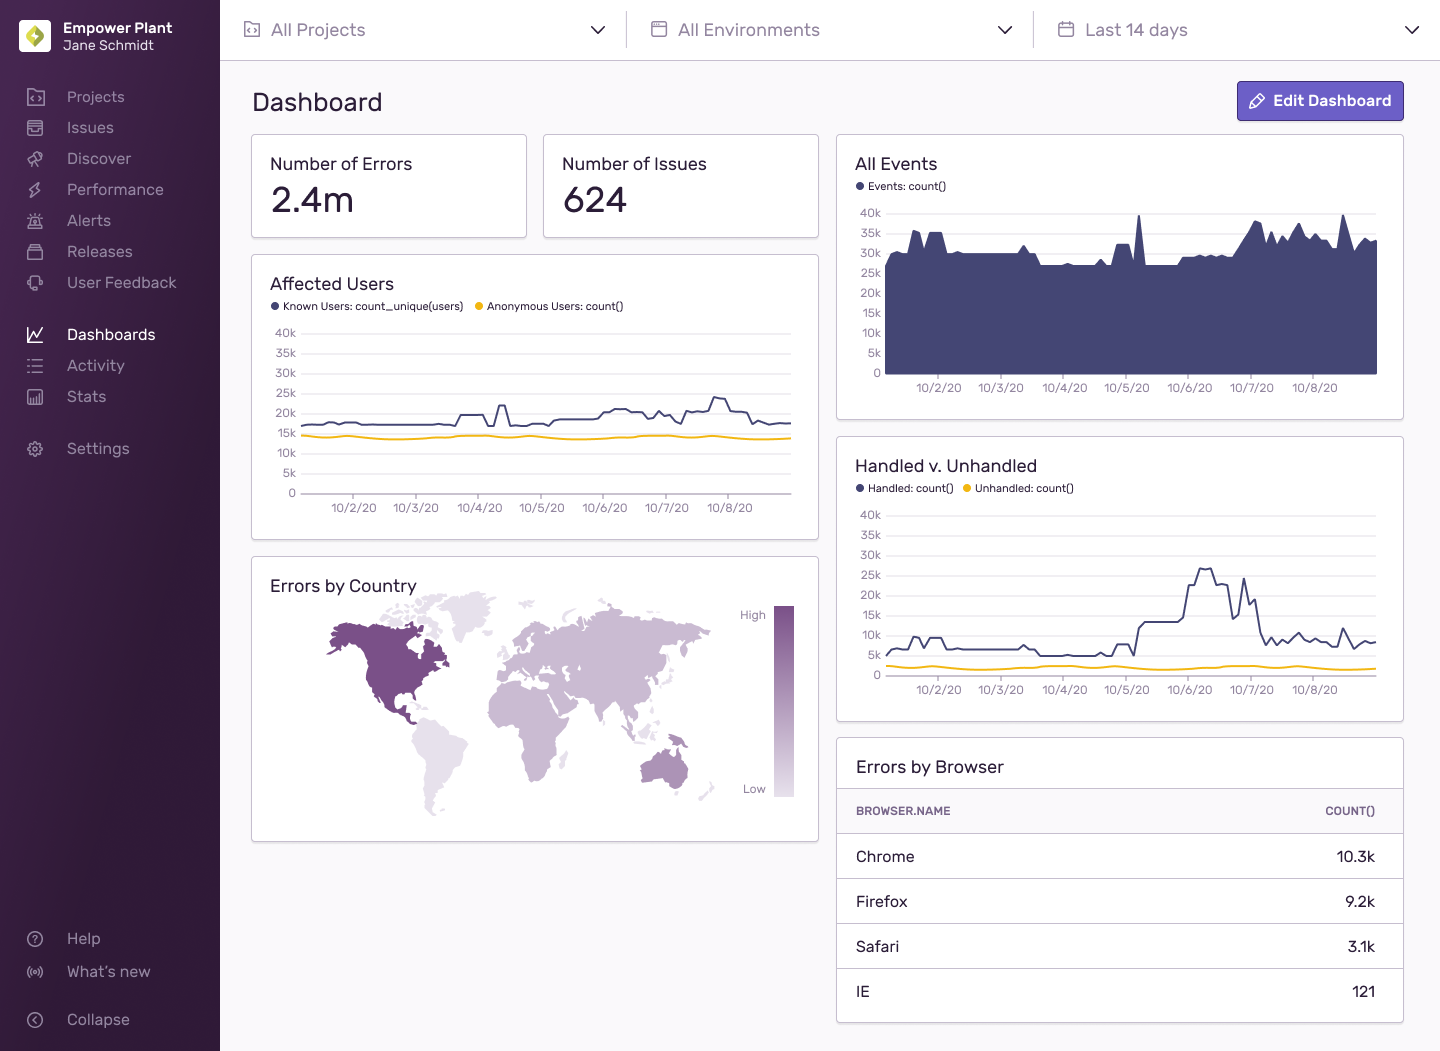 Empower Plant
Jane Schmidt
Projects
Issues
Discover
Performance
Alerts
Releases
User Feedback
Dashboards
Activity
Stats
Settings
Help
What's new
Collapse
All Projects
All Environments
Last 14 days
Dashboard
Edit Dashboard
Number of Errors
2.4m
Number of Issues
624
Affected Users
Known Users: count_unique(users) Anonymous Users: count()
40k
35k
30k
25k
20k
15k
10k
5k
0
10/2/20 10/3/20 10/4/20 10/5/20 10/6/20 10/7/20 10/8/20
Errors by Country
High
Low
All Events
Events: count()
40k
35k
30k
25k
20k
15k
10k
5k
0
10/2/20 10/3/20 10/4/20 10/5/20 10/6/20 10/7/20 10/8/20
Handled v. Unhandled
Handled: count() Unhandled: count()
40k
35k
30k
25k
20k
15k
10k
5k
0
10/2/20 10/3/20 10/4/20 10/5/20 10/6/20 10/7/20 10/8/20
Errors by Browser
BROWSER.NAME COUNT()
Chrome 10.3k
Firefox 9.2k
Safari 3.1k
IE 121